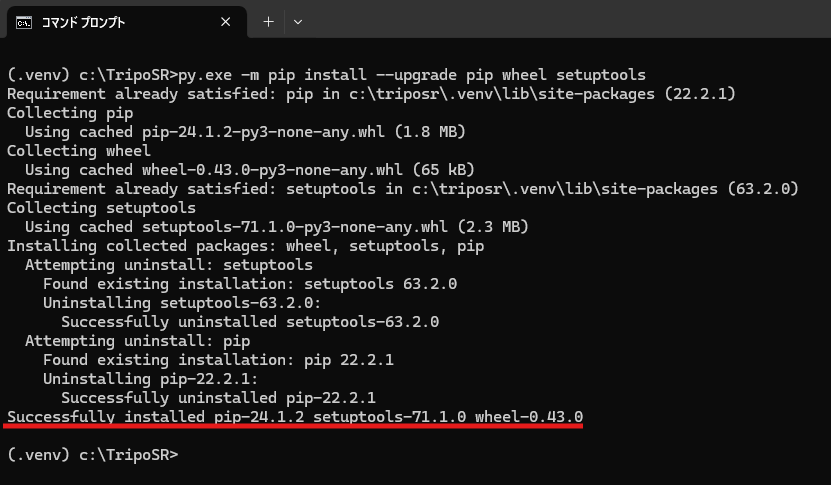 コマンド プロンプト
(.venv) c:\TripoSR>py.exe -m pip install --upgrade pip wheel setuptools
Requirement already satisfied: pip in c:\triposr\.venv\lib\site-packages (22.2.1)
Collecting pip
  Using cached pip-24.1.2-py3-none-any.whl (1.8 MB)
Collecting wheel
  Using cached wheel-0.43.0-py3-none-any.whl (65 kB)
Requirement already satisfied: setuptools in c:\triposr\.venv\lib\site-packages (63.2.0)
Collecting setuptools
  Using cached setuptools-71.1.0-py3-none-any.whl (2.3 MB)
Installing collected packages: wheel, setuptools, pip
  Attempting uninstall: setuptools
    Found existing installation: setuptools 63.2.0
    Uninstalling setuptools-63.2.0:
      Successfully uninstalled setuptools-63.2.0
  Attempting uninstall: pip
    Found existing installation: pip 22.2.1
    Uninstalling pip-22.2.1:
      Successfully uninstalled pip-22.2.1
Successfully installed pip-24.1.2 setuptools-71.1.0 wheel-0.43.0
(.venv) c:\TripoSR>